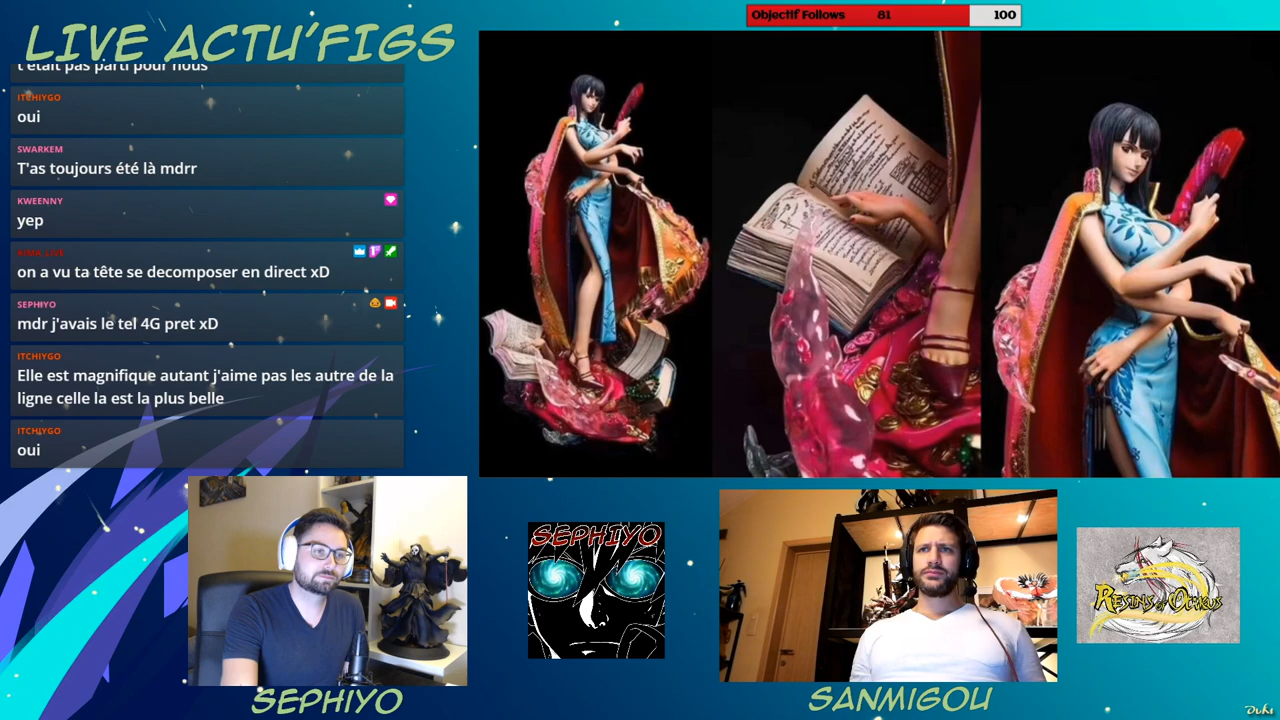 LIVE ACTU'FIGS
Objectif Follows 81 100
t'était pas parti pour nous
ITCHIYGO
oui
SWARKEM
T'as toujours été là mdrr
KWEENNY
yep
on a vu ta tête se decomposer en direct xD
SEPHIYO
mdr j'avais le tel 4G pret xD
ITCHIYGO
Elle est magnifique autant j'aime pas les autre de la
ligne celle la est la plus belle
ITCHIYGO
oui
SEPHIYO
RESINS of OTAKUS
SEPHIYO
SANMIGOU